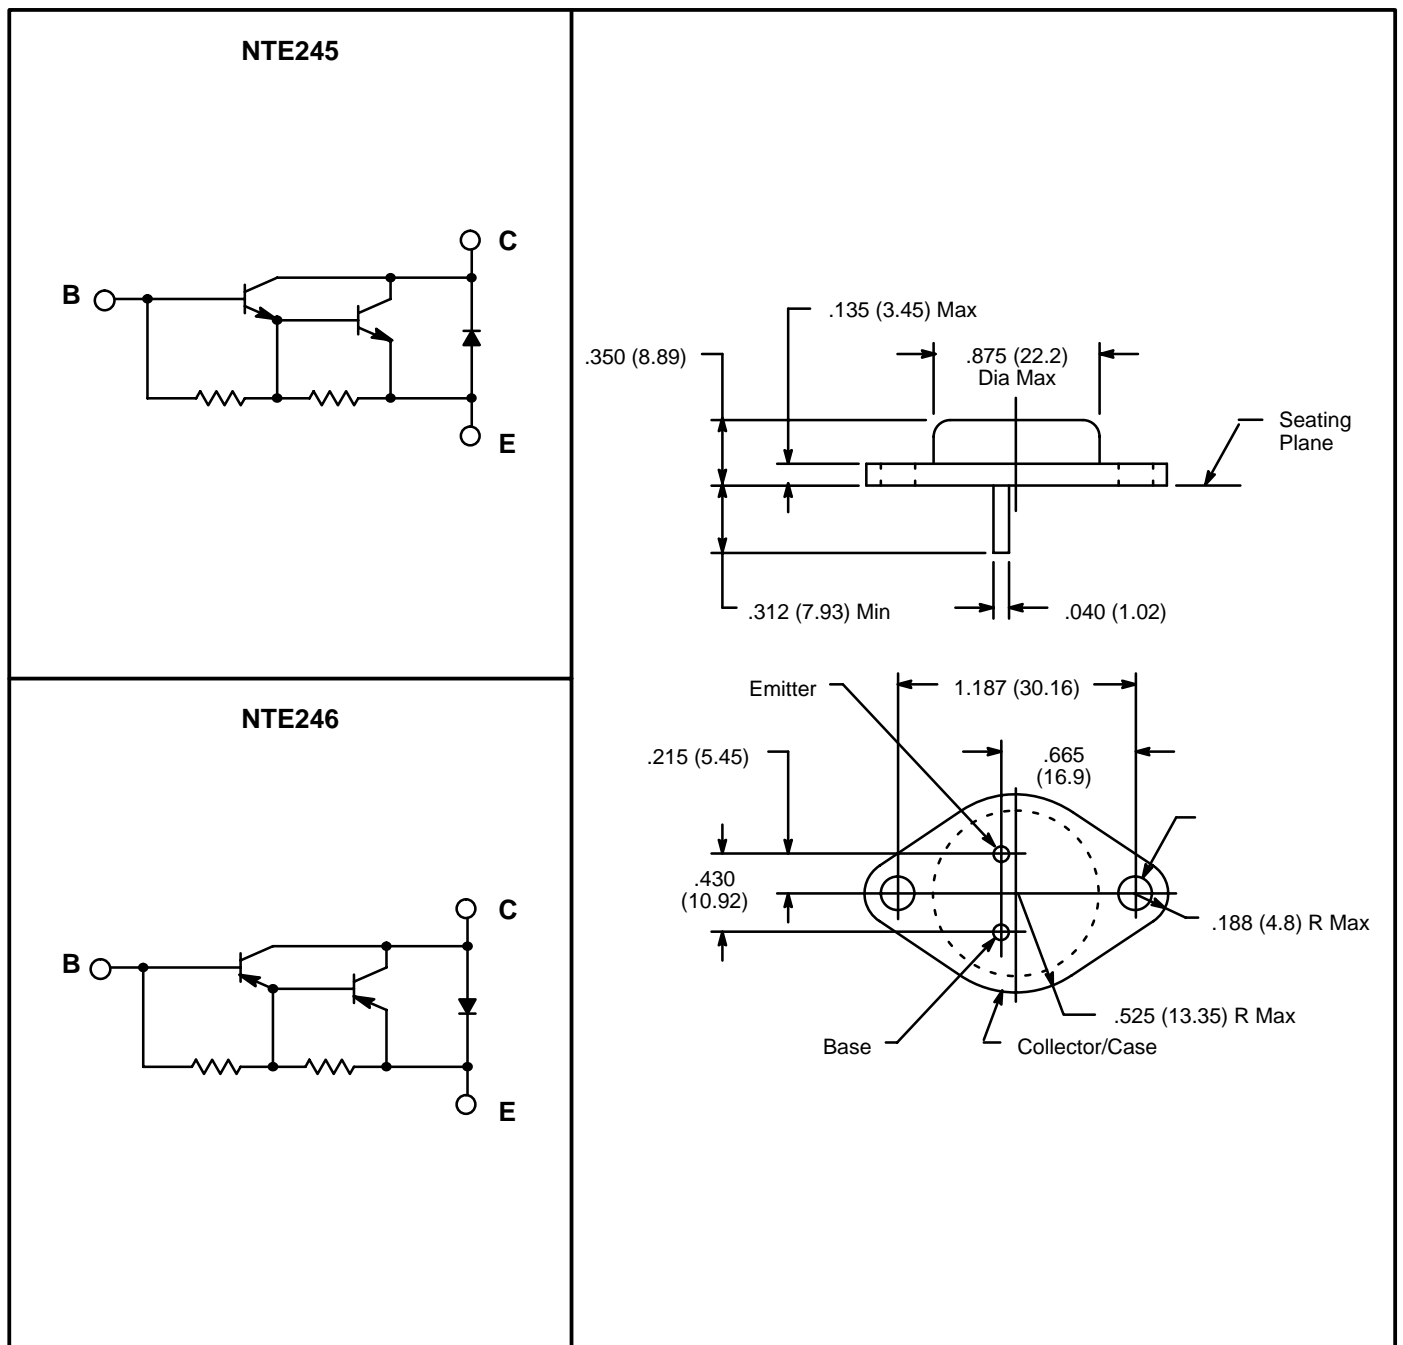 NTE245
C
B
E
NTE246
C
B
E
.135 (3.45) Max
.350 (8.89)
.875 (22.2)
Dia Max
Seating
Plane
.312 (7.93) Min
.040 (1.02)
Emitter
1.187 (30.16)
.215 (5.45)
.665
(16.9)
.430
(10.92)
.188 (4.8) R Max
.525 (13.35) R Max
Base
Collector/Case